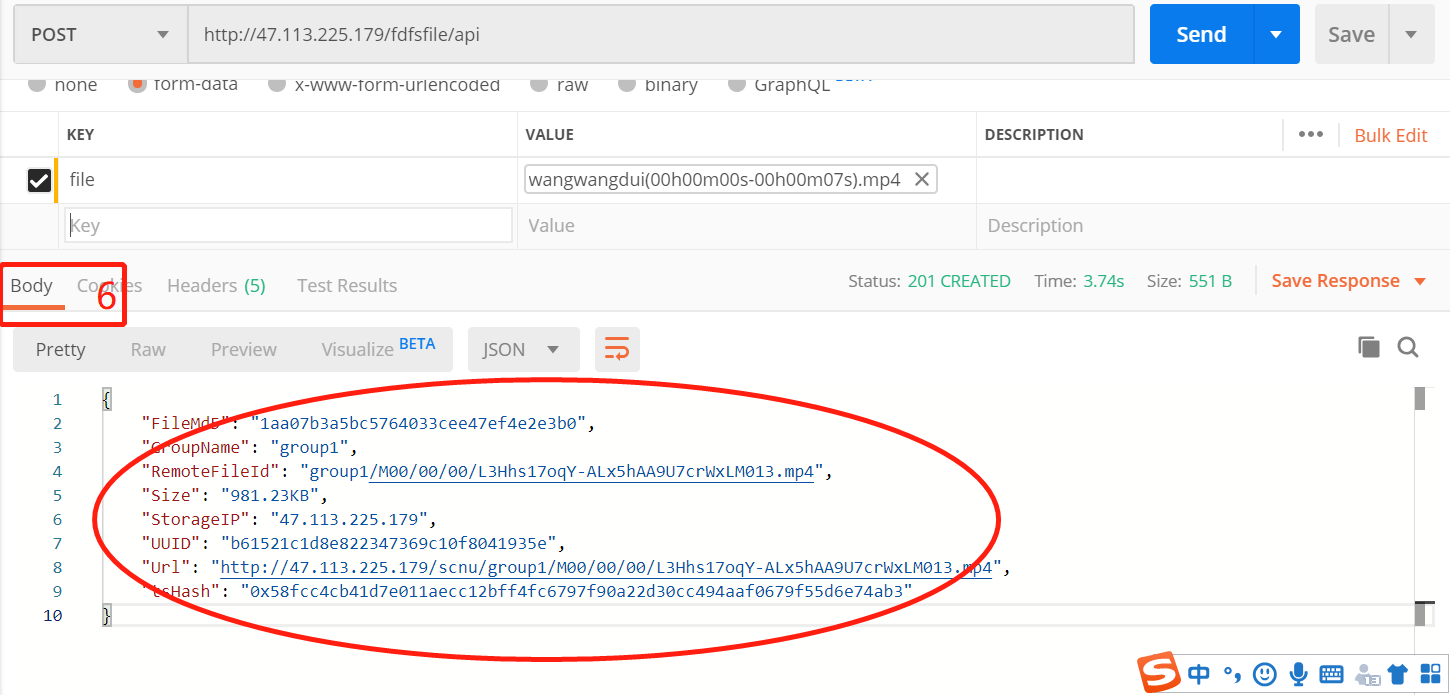 POST http://47.113.225.179/fdfsfile/api Send Save
none form-data x-www-form-urlencoded raw binary GraphQL BETA
KEY VALUE DESCRIPTION Bulk Edit
file wangwangdui(00h00m00s-00h00m07s).mp4
Key Value Description
Body Cookies Headers (5) Test Results Status: 201 CREATED Time: 3.74s Size: 551 B Save Response
6
Pretty Raw Preview Visualize BETA JSON
1 {
2 "FileMd5": "1aa07b3a5bc5764033cee47ef4e2e3b0",
3 "GroupName": "group1",
4 "RemoteFileId": "group1/M00/00/00/L3Hhs17oqY-ALx5hAA9U7crWxLM013.mp4",
5 "Size": "981.23KB",
6 "StorageIP": "47.113.225.179",
7 "UUID": "b61521c1d8e822347369c10f8041935e",
8 "Url": "http://47.113.225.179/scnu/group1/M00/00/00/L3Hhs17oqY-ALx5hAA9U7crWxLM013.mp4",
9 "tsHash": "0x58fcc4cb41d7e011aecc12bff4fc6797f90a22d30cc494aaf0679f55d6e74ab3"
10 }
S 中